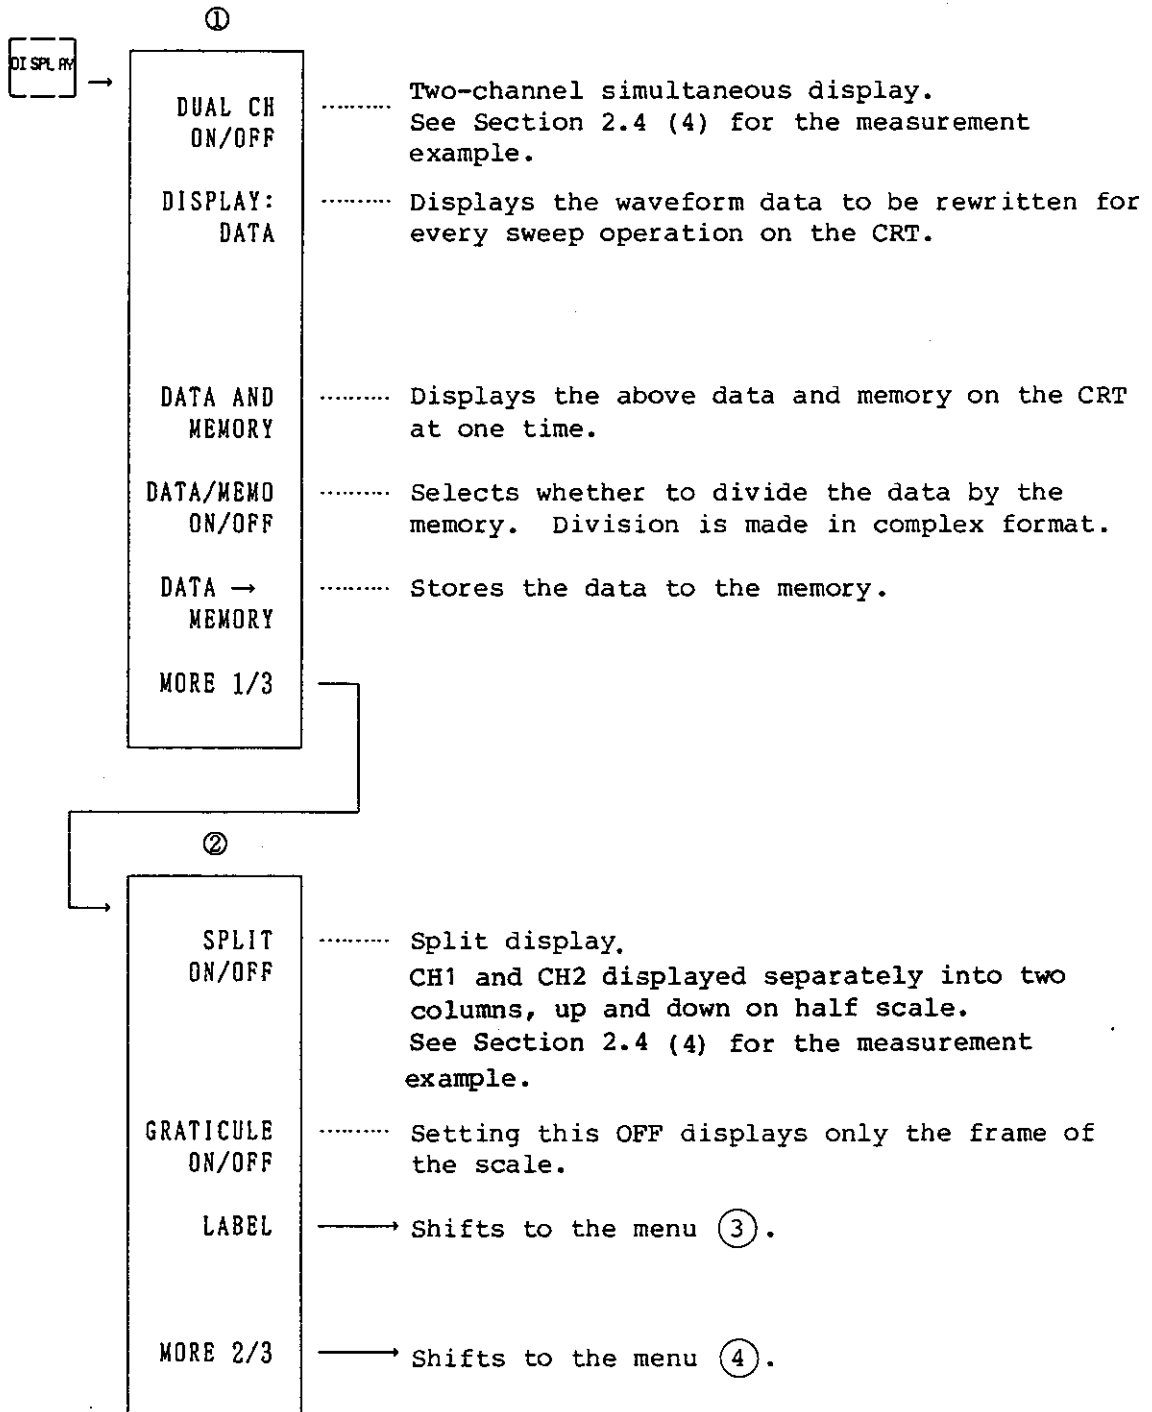 ①
DISPLAY
DUAL CH
ON/OFF
Two-channel simultaneous display.
See Section 2.4 (4) for the measurement
example.
DISPLAY:
DATA
Displays the waveform data to be rewritten for
every sweep operation on the CRT.
DATA AND
MEMORY
Displays the above data and memory on the CRT
at one time.
DATA/MEMO
ON/OFF
Selects whether to divide the data by the
memory. Division is made in complex format.
DATA →
MEMORY
Stores the data to the memory.
MORE 1/3
②
SPLIT
ON/OFF
Split display.
CH1 and CH2 displayed separately into two
columns, up and down on half scale.
See Section 2.4 (4) for the measurement
example.
GRATICULE
ON/OFF
Setting this OFF displays only the frame of
the scale.
LABEL
Shifts to the menu ③.
MORE 2/3
Shifts to the menu ④.